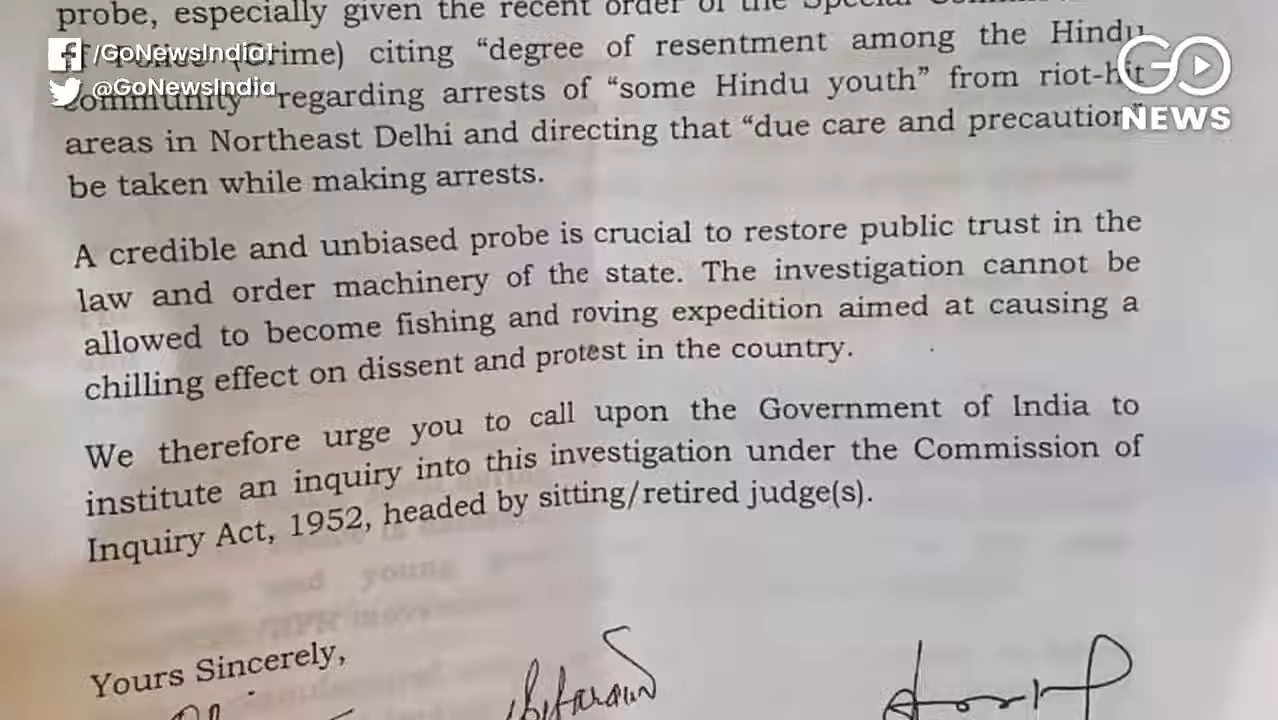 probe, especially given the recent order of the Special
/GoNewsIndia1
(Crime) citing “degree of resentment among the Hindu
GO
@GoNewsIndia
community” regarding arrests of “some Hindu youth” from riot-hit
NEWS
areas in Northeast Delhi and directing that “due care and precaution”
be taken while making arrests.
A credible and unbiased probe is crucial to restore public trust in the
law and order machinery of the state. The investigation cannot be
allowed to become fishing and roving expedition aimed at causing a
chilling effect on dissent and protest in the country.
We therefore urge you to call upon the Government of India to
institute an inquiry into this investigation under the Commission of
Inquiry Act, 1952, headed by sitting/retired judge(s).
Yours Sincerely,